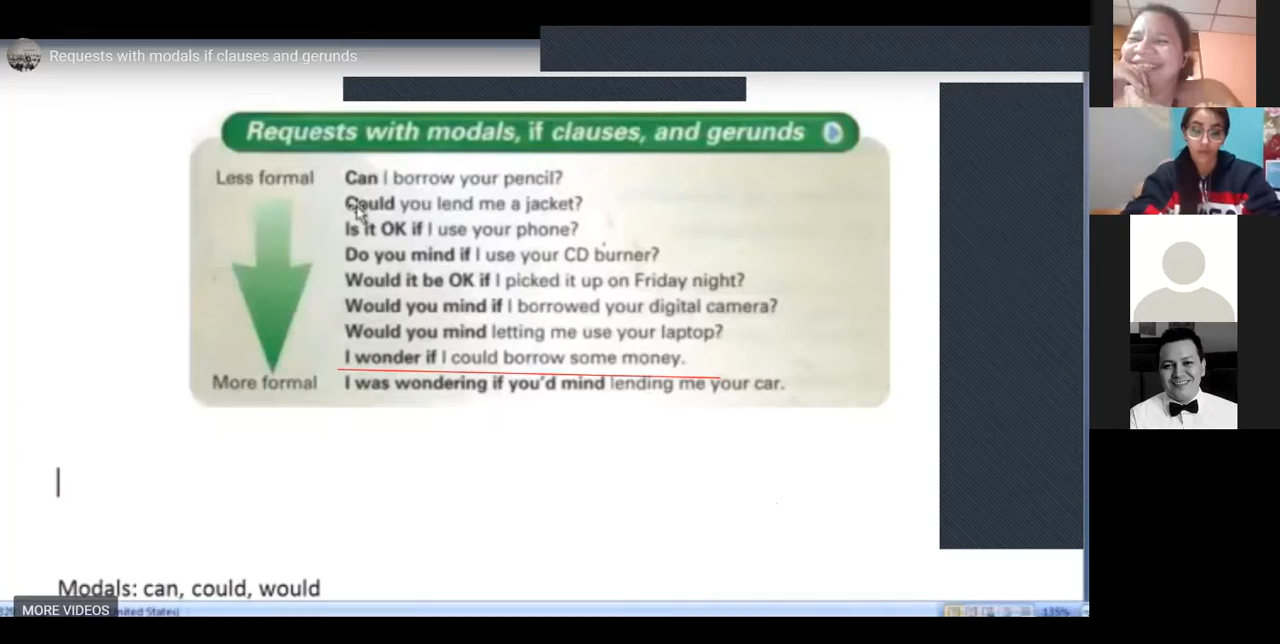 Requests with modals if clauses and gerunds
Requests with modals, if clauses, and gerunds
Less formal
Can I borrow your pencil?
Could you lend me a jacket?
Is it OK if I use your phone?
Do you mind if I use your CD burner?
Would it be OK if I picked it up on Friday night?
Would you mind if I borrowed your digital camera?
Would you mind letting me use your laptop?
I wonder if I could borrow some money.
More formal
I was wondering if you'd mind lending me your car.
Modals: can, could, would
MORE VIDEOS
United States)
135%